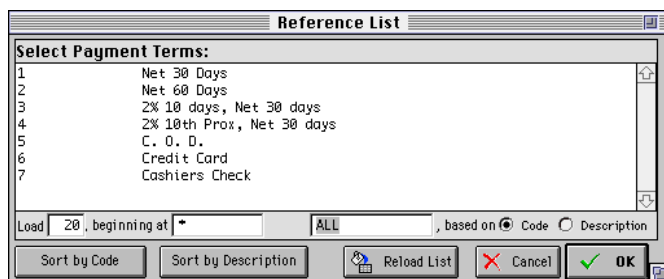 Reference List
Select Payment Terms:
1 Net 30 Days
2 Net 60 Days
3 2% 10 days, Net 30 days
4 2% 10th Prox, Net 30 days
5 C. O. D.
6 Credit Card
7 Cashiers Check
Load 20 , beginning at * ALL , based on Code Description
Sort by Code Sort by Description Reload List Cancel OK